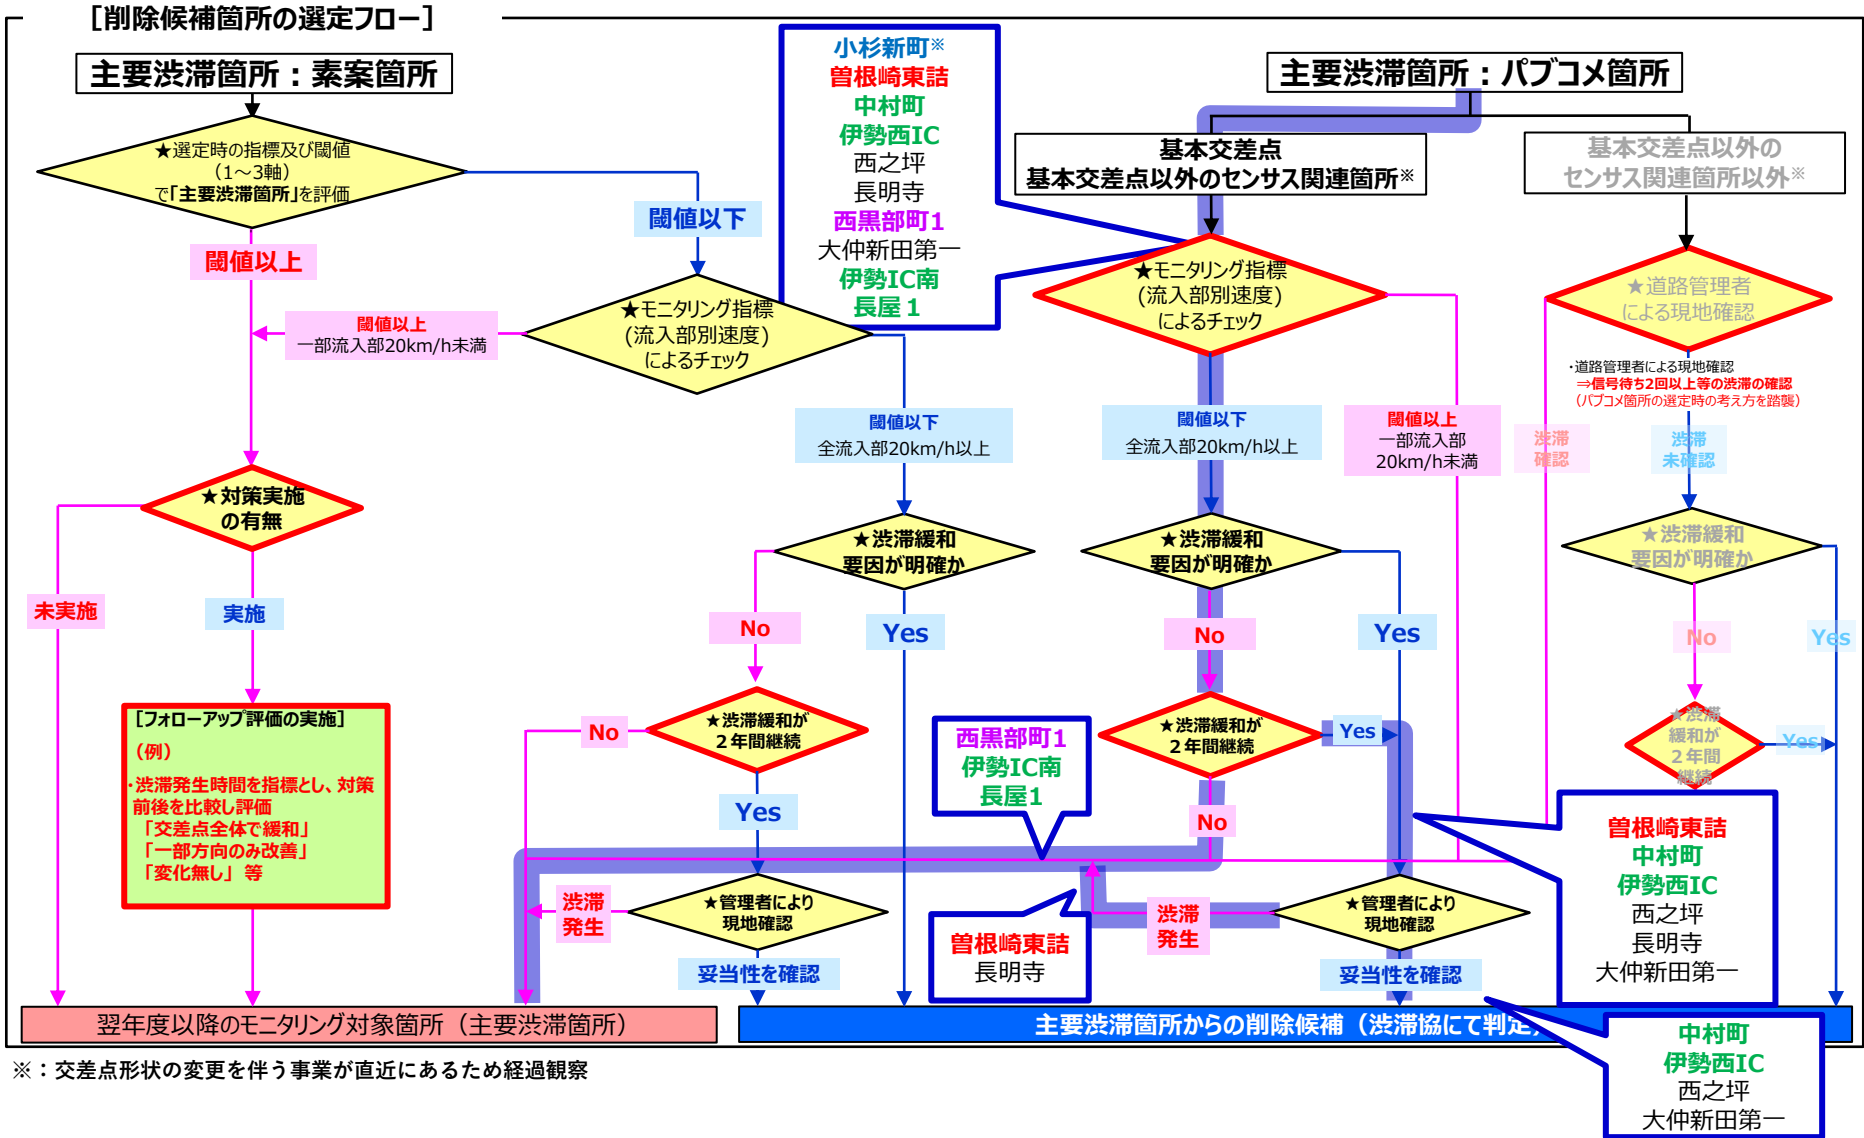 ［削除候補箇所の選定フロー］
主要渋滞箇所：素案箇所
★選定時の指標及び閾値
（1～3軸）
で「主要渋滞箇所」を評価
閾値以上
閾値以下
閾値以上
一部流入部20km/h未満
★モニタリング指標
(流入部別速度)
によるチェック
閾値以下
全流入部20km/h以上
★対策実施
の有無
未実施
実施
［フォローアップ評価の実施］
（例）
・渋滞発生時間を指標とし、対策
前後を比較し評価
「交差点全体で緩和」
「一部方向のみ改善」
「変化無し」等
★渋滞緩和
要因が明確か
No
Yes
★渋滞緩和が
２年間継続
No
Yes
★管理者により
現地確認
渋滞
発生
妥当性を確認
小杉新町※
曽根崎東詰
中村町
伊勢西IC
西之坪
長明寺
西黒部町1
大仲新田第一
伊勢IC南
長屋１
主要渋滞箇所：パブコメ箇所
基本交差点
基本交差点以外のセンサス関連箇所※
★モニタリング指標
(流入部別速度)
によるチェック
閾値以下
全流入部20km/h以上
閾値以上
一部流入部
20km/h未満
★渋滞緩和
要因が明確か
No
Yes
★渋滞緩和が
２年間継続
Yes
No
西黒部町1
伊勢IC南
長屋1
★管理者により
現地確認
渋滞
発生
曽根崎東詰
長明寺
妥当性を確認
基本交差点以外の
センサス関連箇所以外※
★道路管理者
による現地確認
・道路管理者による現地確認
⇒信号待ち2回以上等の渋滞の確認
（パブコメ箇所の選定時の考え方を踏襲）
渋滞
確認
渋滞
未確認
★渋滞緩和
要因が明確か
No
Yes
★渋滞
緩和が
２年間
継続
Yes
曽根崎東詰
中村町
伊勢西IC
西之坪
長明寺
大仲新田第一
翌年度以降のモニタリング対象箇所（主要渋滞箇所）
主要渋滞箇所からの削除候補（渋滞協にて判定）
中村町
伊勢西IC
西之坪
大仲新田第一
※：交差点形状の変更を伴う事業が直近にあるため経過観察